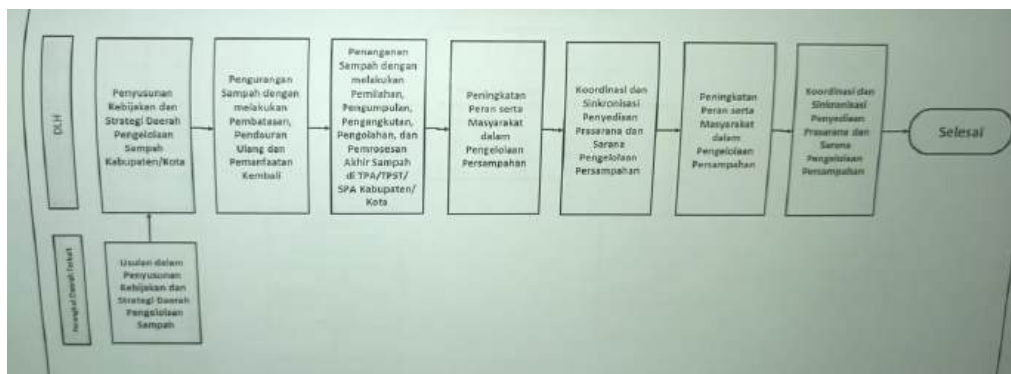 DLH
Penyusunan
Kebijakan dan
Strategi Daerah
Pengelolaan
Sampah
Kabupaten/Kota
Pengurangan
Sampah dengan
melakukan
Pembatasan,
Pendauran
Ulang dan
Pemanfaatan
Kembali
Penanganan
Sampah dengan
melakukan
Pemilahan,
Pengumpulan,
Pengangkutan,
Pengolahan, dan
Pemrosesan
Akhir Sampah
di TPA/TPST/
SPA Kabupaten/
Kota
Peningkatan
Peran serta
Masyarakat
dalam
Pengelolaan
Persampahan
Koordinasi dan
Sinkronisasi
Penyediaan
Prasarana dan
Sarana
Pengelolaan
Persampahan
Peningkatan
Peran serta
Masyarakat
dalam
Pengelolaan
Persampahan
Koordinasi dan
Sinkronisasi
Penyediaan
Prasarana dan
Sarana
Pengelolaan
Persampahan
Selesai
Perangkat Daerah Terkait
Usulan dalam
Penyusunan
Kebijakan dan
Strategi Daerah
Pengelolaan
Sampah